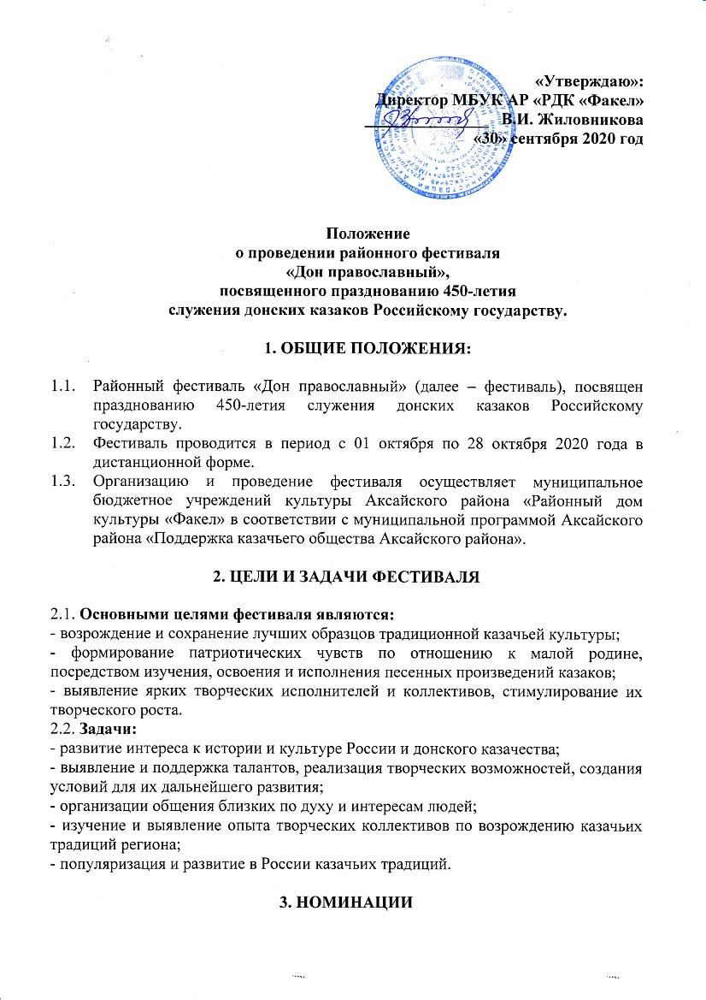 «Утверждаю»:
Директор МБУК АР «РДК «Факел»
В.И. Жиловникова
«30» сентября 2020 год
Положение
о проведении районного фестиваля
«Дон православный»,
посвященного празднованию 450-летия
служения донских казаков Российскому государству.
1. ОБЩИЕ ПОЛОЖЕНИЯ:
1.1. Районный фестиваль «Дон православный» (далее – фестиваль), посвящен
празднованию 450-летия служения донских казаков Российскому
государству.
1.2. Фестиваль проводится в период с 01 октября по 28 октября 2020 года в
дистанционной форме.
1.3. Организацию и проведение фестиваля осуществляет муниципальное
бюджетное учреждений культуры Аксайского района «Районный дом
культуры «Факел» в соответствии с муниципальной программой Аксайского
района «Поддержка казачьего общества Аксайского района».
2. ЦЕЛИ И ЗАДАЧИ ФЕСТИВАЛЯ
2.1. Основными целями фестиваля являются:
- возрождение и сохранение лучших образцов традиционной казачьей культуры;
- формирование патриотических чувств по отношению к малой родине,
посредством изучения, освоения и исполнения песенных произведений казаков;
- выявление ярких творческих исполнителей и коллективов, стимулирование их
творческого роста.
2.2. Задачи:
- развитие интереса к истории и культуре России и донского казачества;
- выявление и поддержка талантов, реализация творческих возможностей, создания
условий для их дальнейшего развития;
- организации общения близких по духу и интересам людей;
- изучение и выявление опыта творческих коллективов по возрождению казачьих
традиций региона;
- популяризация и развитие в России казачьих традиций.
3. НОМИНАЦИИ